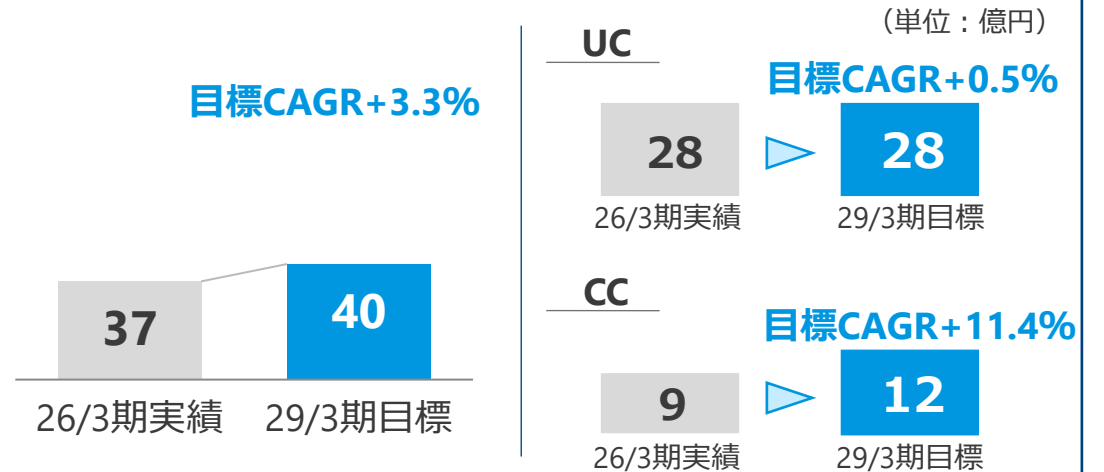 （単位：億円）
目標CAGR+3.3%
37
40
26/3期実績
29/3期目標
UC
目標CAGR+0.5%
28
28
26/3期実績
29/3期目標
CC
目標CAGR+11.4%
9
12
26/3期実績
29/3期目標